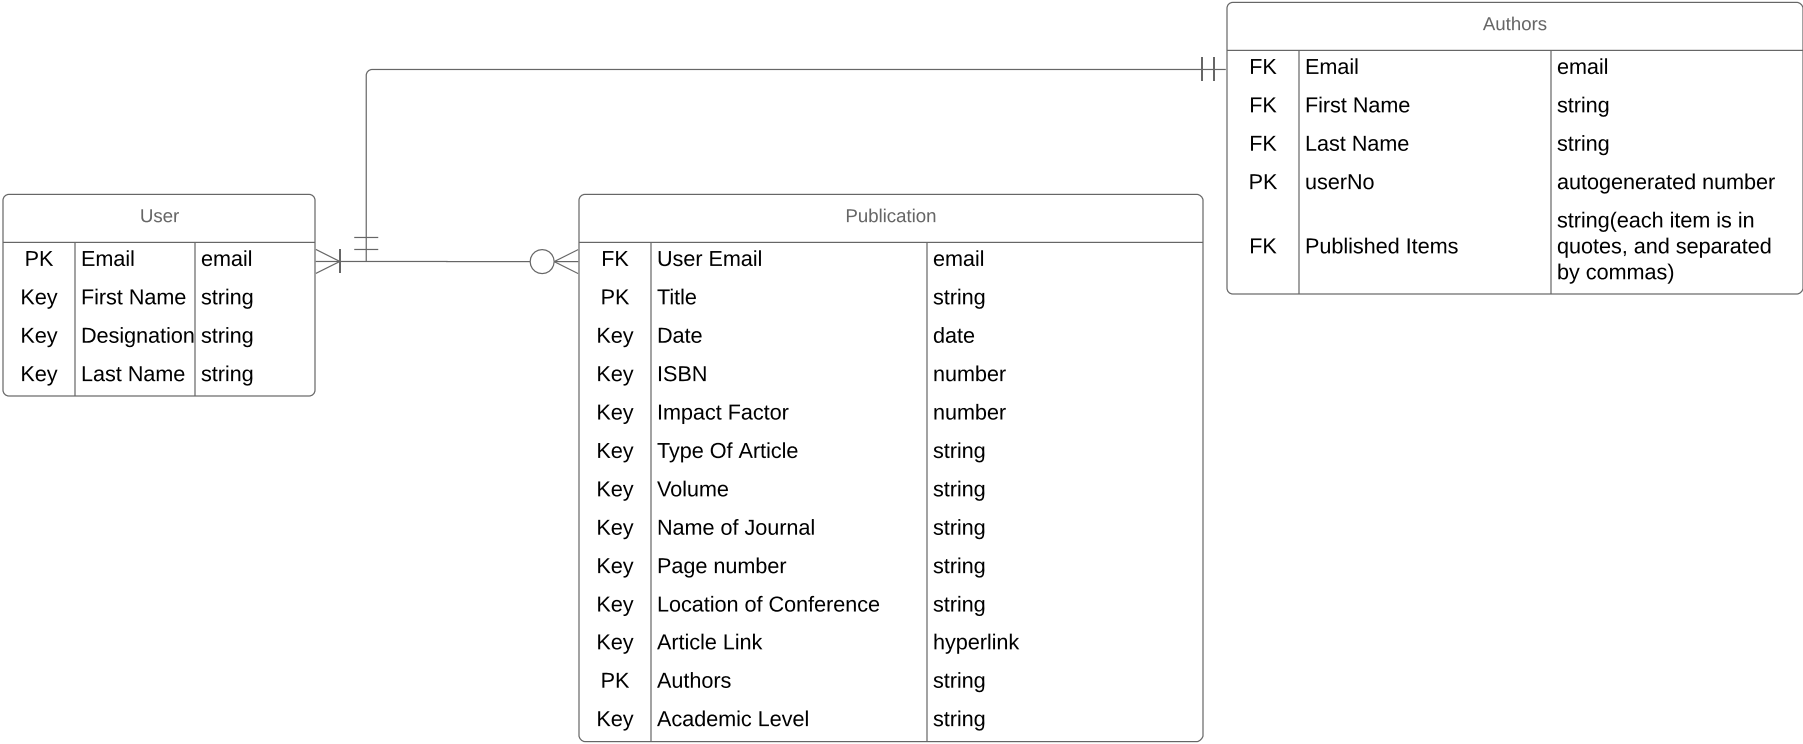 Authors
FK Email email
FK First Name string
FK Last Name string
PK userNo autogenerated number
FK Published Items string(each item is in
quotes, and separated
by commas)
User
PK Email email
Key First Name string
Key Designation string
Key Last Name string
Publication
FK User Email email
PK Title string
Key Date date
Key ISBN number
Key Impact Factor number
Key Type Of Article string
Key Volume string
Key Name of Journal string
Key Page number string
Key Location of Conference string
Key Article Link hyperlink
PK Authors string
Key Academic Level string